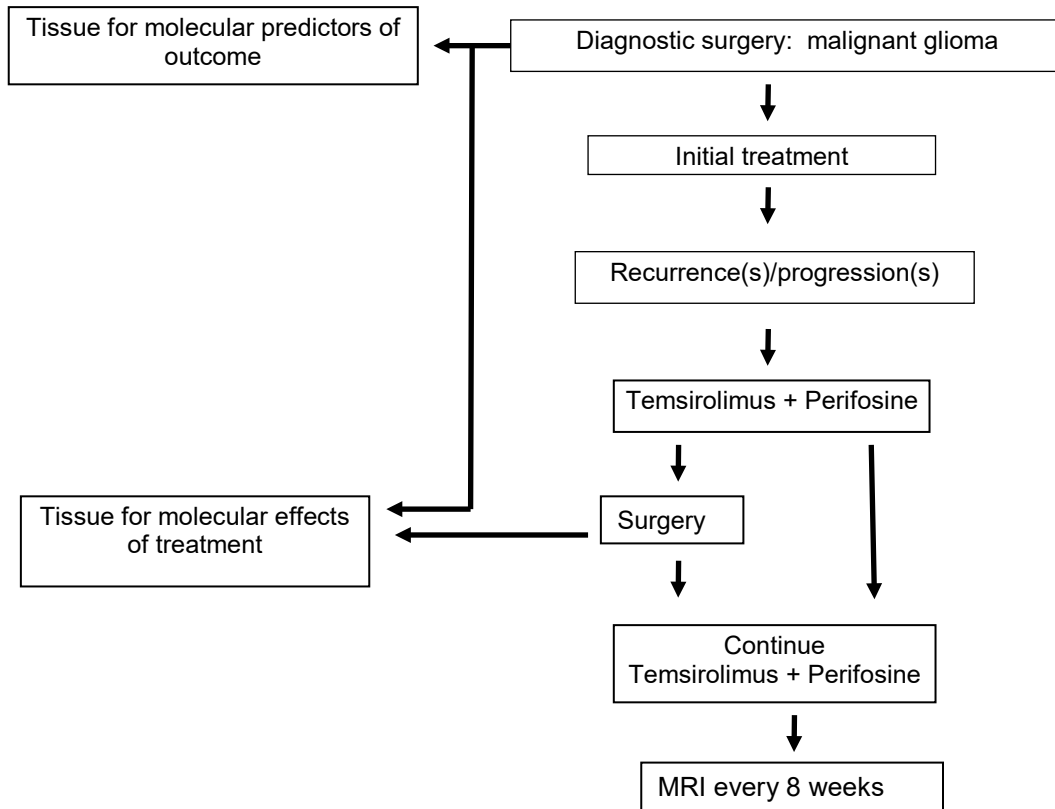 Tissue for molecular predictors of
outcome
Diagnostic surgery: malignant glioma
Initial treatment
Recurrence(s)/progression(s)
Temsirolimus + Perifosine
Surgery
Tissue for molecular effects
of treatment
Continue
Temsirolimus + Perifosine
MRI every 8 weeks